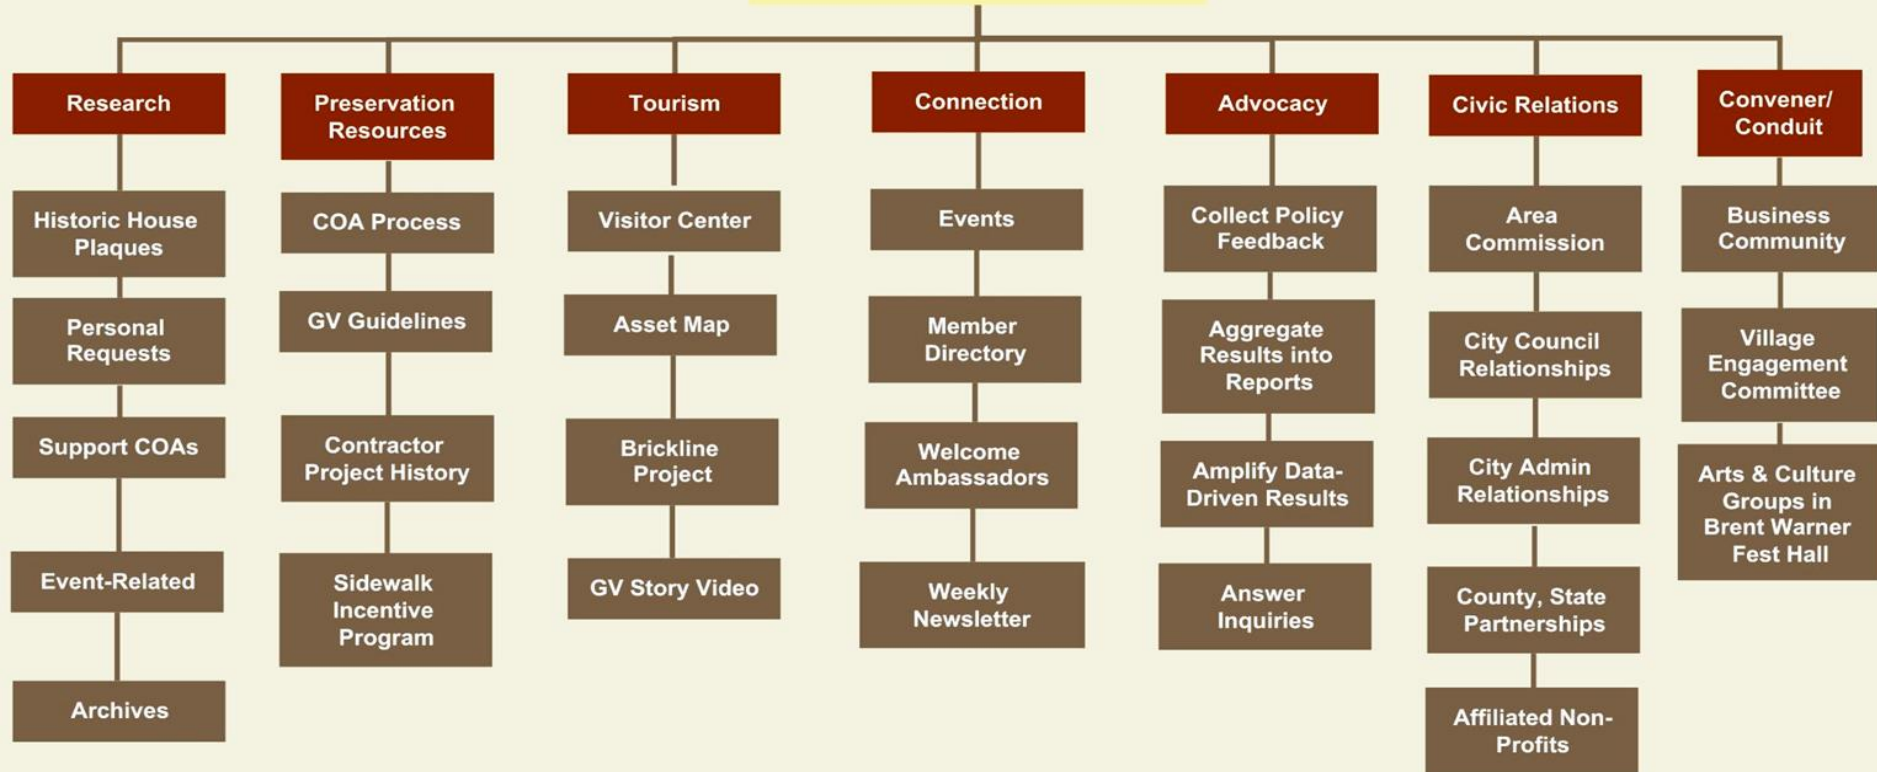 Research
Historic House
Plaques
Personal
Requests
Support COAs
Event-Related
Archives
Preservation
Resources
COA Process
GV Guidelines
Contractor
Project History
Sidewalk
Incentive
Program
Tourism
Visitor Center
Asset Map
Brickline
Project
GV Story Video
Connection
Events
Member
Directory
Welcome
Ambassadors
Weekly
Newsletter
Advocacy
Collect Policy
Feedback
Aggregate
Results into
Reports
Amplify Data-
Driven Results
Answer
Inquiries
Civic Relations
Area
Commission
City Council
Relationships
City Admin
Relationships
County, State
Partnerships
Affiliated Non-
Profits
Convener/
Conduit
Business
Community
Village
Engagement
Committee
Arts & Culture
Groups in
Brent Warner
Fest Hall